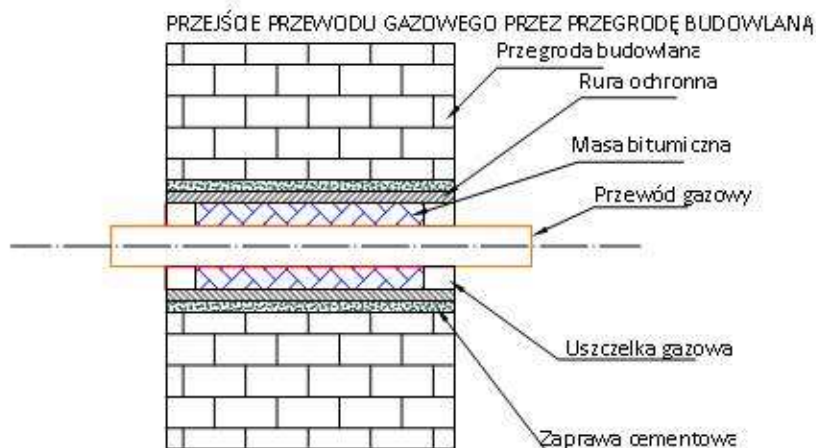 PRZEJŚCIE PRZEWODU GAZOWEGO PRZEZ PRZEGRODĘ BUDOWLANĄ
Przegroda budowlana
Rura ochronna
Masa bitumiczna
Przewód gazowy
Uszczelka gazowa
Zaprawa cementowa